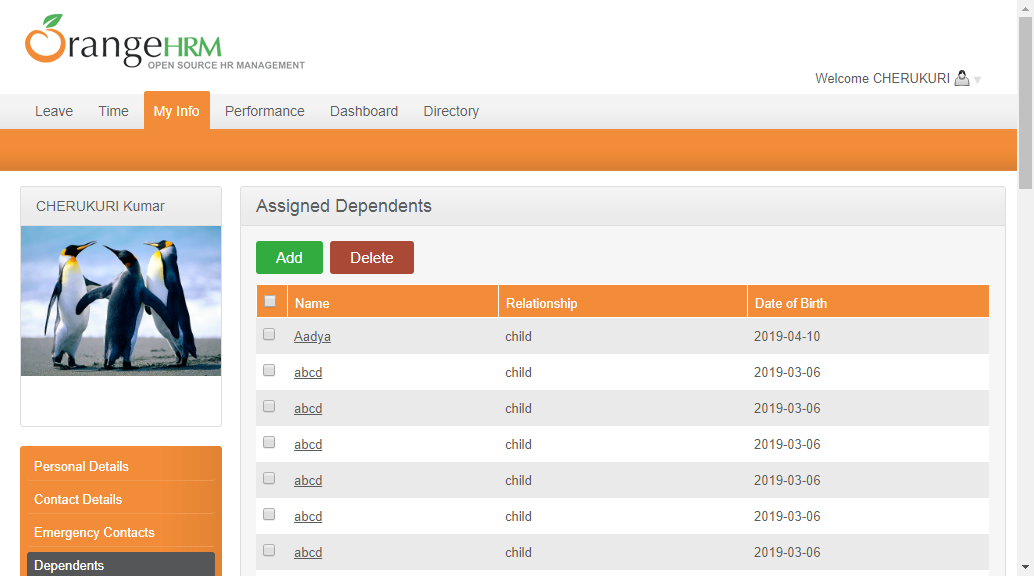 OrangeHRM
OPEN SOURCE HR MANAGEMENT
Welcome CHERUKURI
Leave Time My Info Performance Dashboard Directory
CHERUKURI Kumar
Assigned Dependents
Add Delete
Name Relationship Date of Birth
Aadya child 2019-04-10
abcd child 2019-03-06
abcd child 2019-03-06
abcd child 2019-03-06
abcd child 2019-03-06
abcd child 2019-03-06
abcd child 2019-03-06
Personal Details
Contact Details
Emergency Contacts
Dependents